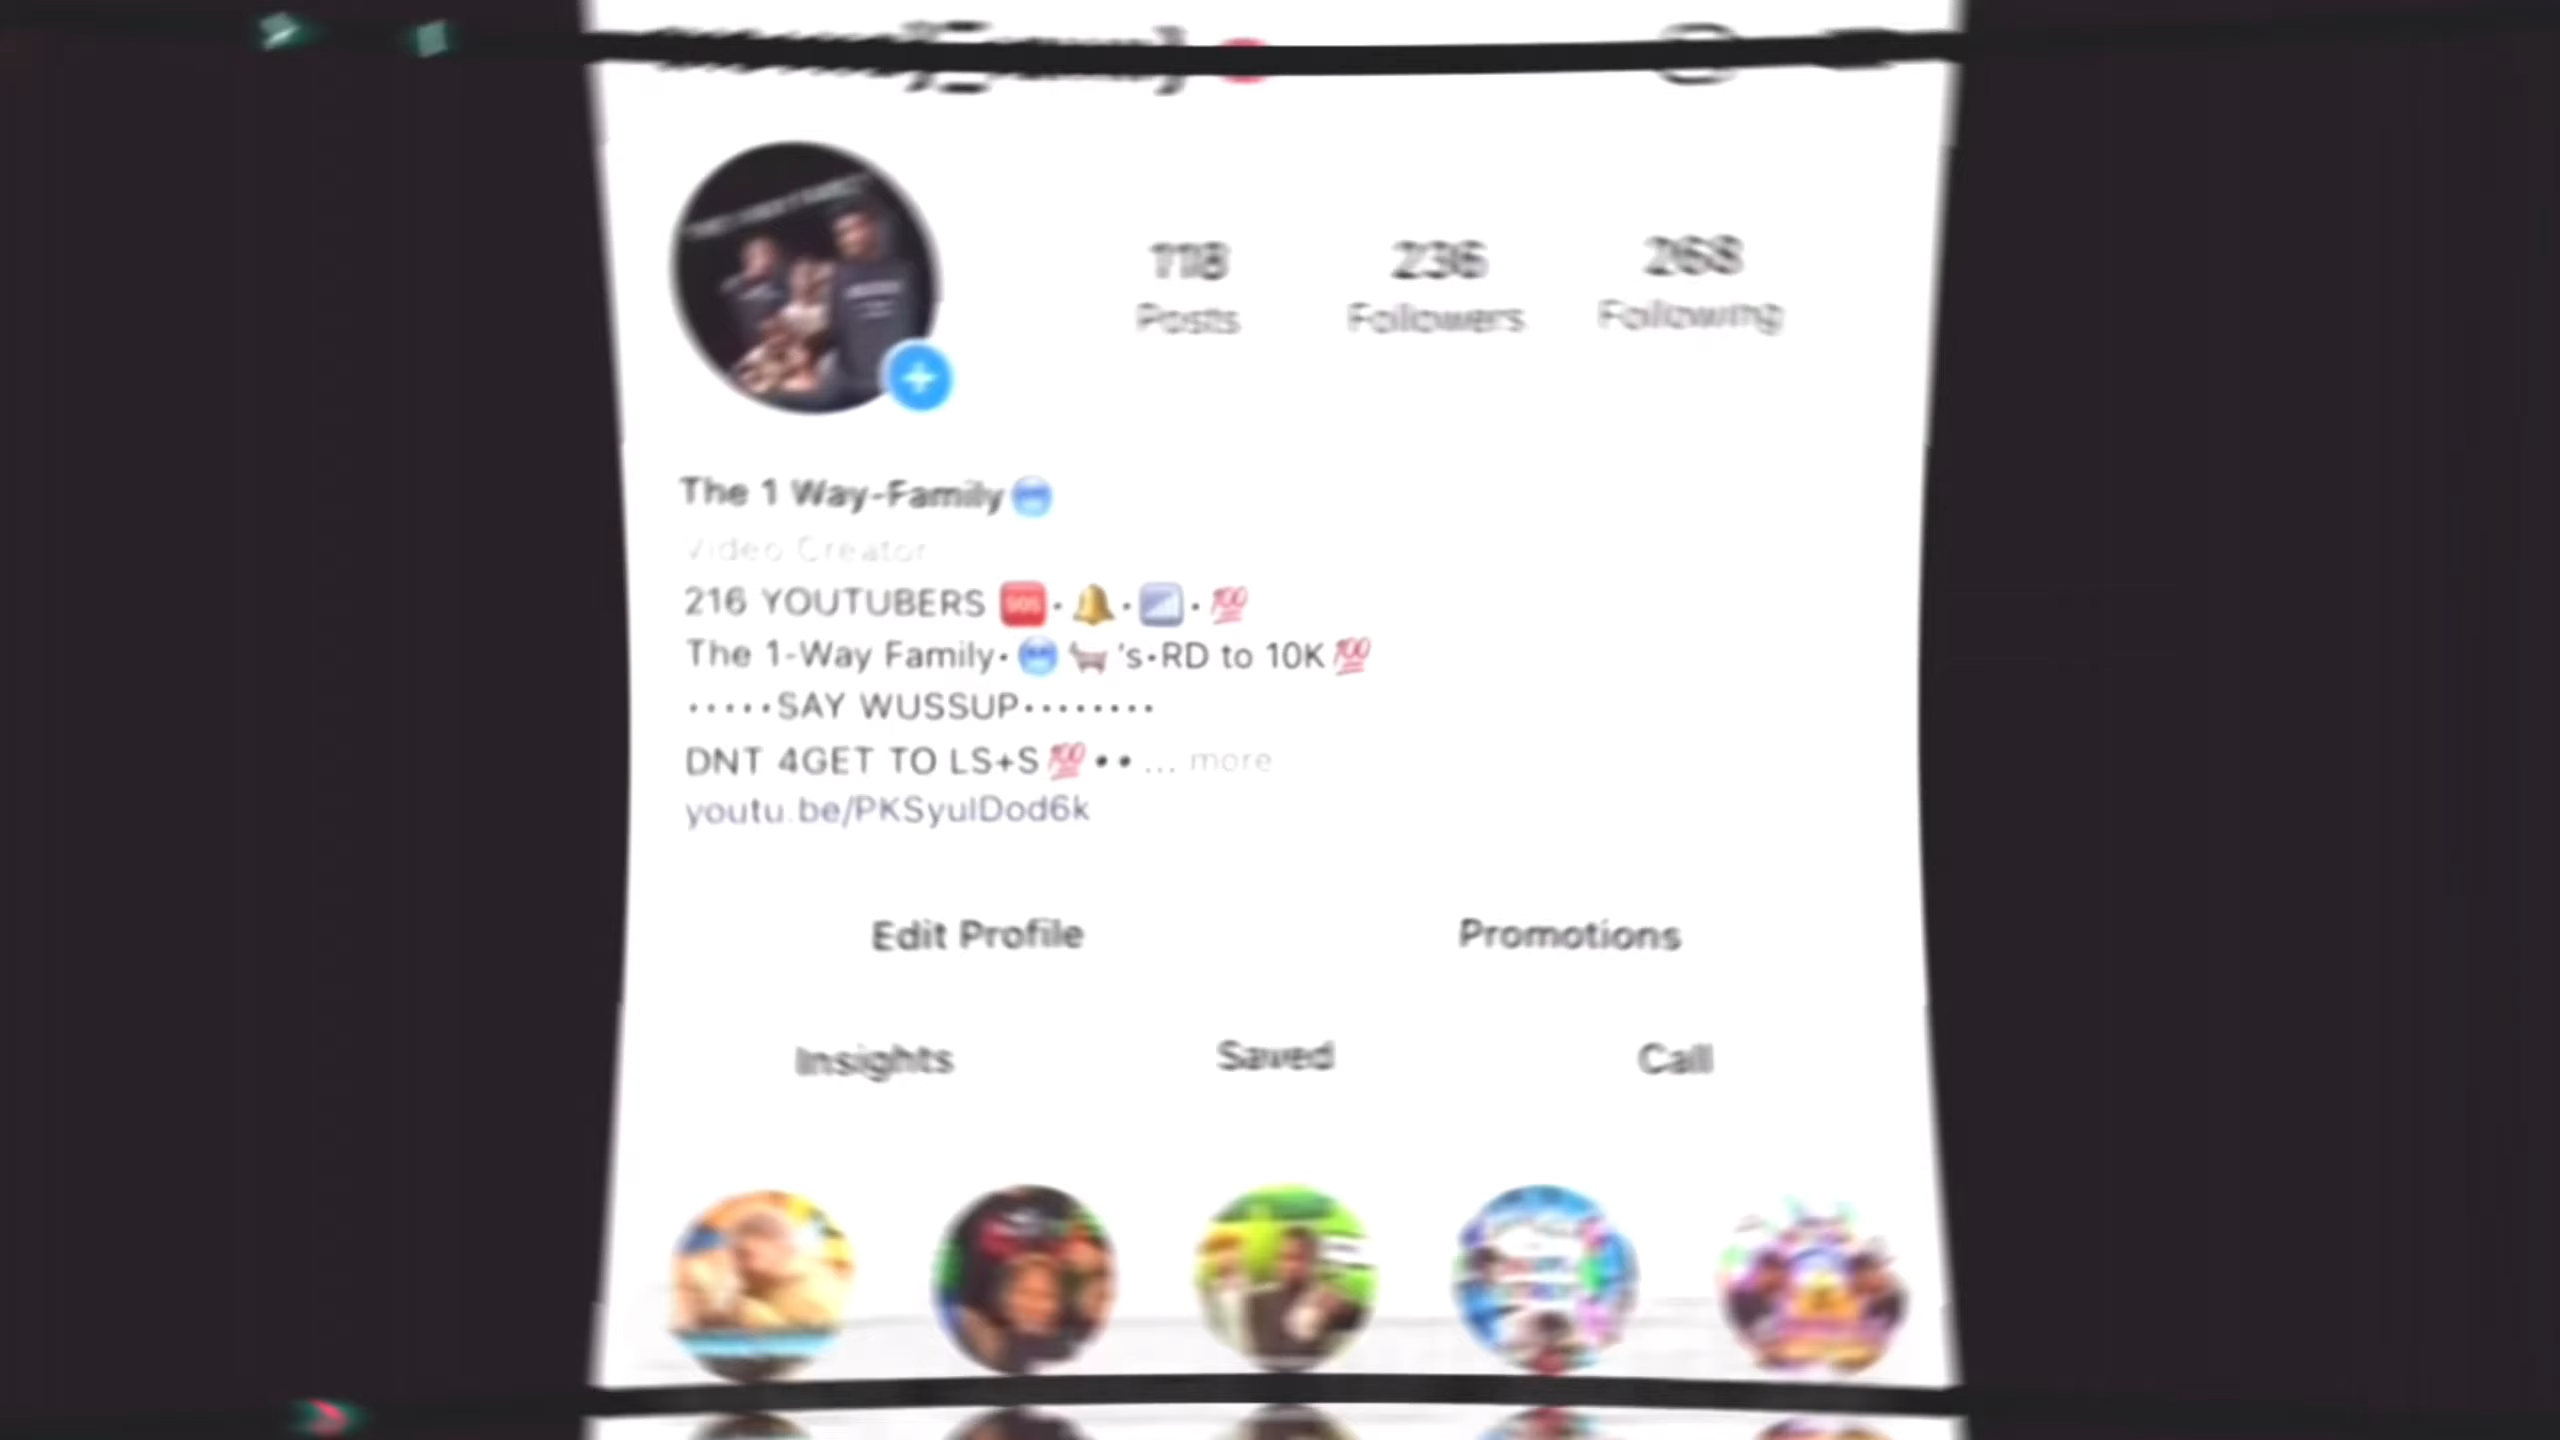 118 236 268
Posts Followers Following
The 1 Way-Family🥶
Video Creator
216 YOUTUBERS 🆘•🔔•📶•💯
The 1-Way Family•🥶🐐's•RD to 10K💯
•••••SAY WUSSUP••••••••
DNT 4GET TO LS+S💯•• ... more
youtu.be/PKSyulDod6k
Edit Profile Promotions
Insights Saved Call